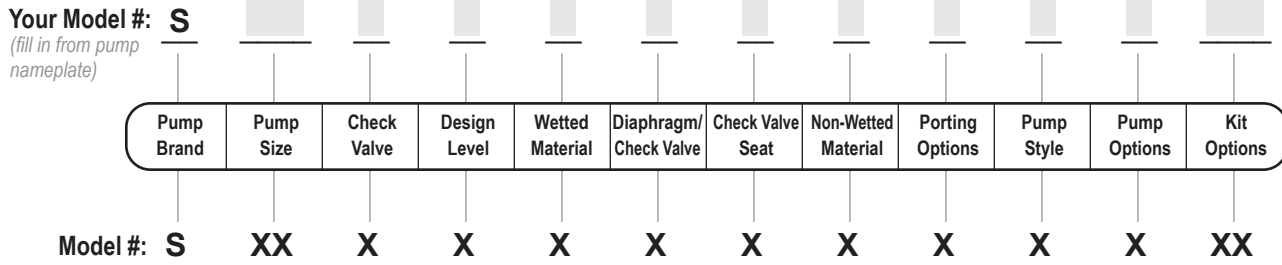 Your Model #: S
(fill in from pump
nameplate)
Pump Pump Check Design Wetted Diaphragm/ Check Valve Non-Wetted Porting Pump Pump Kit
Brand Size Valve Level Material Check Valve Seat Material Options Style Options Options
Model #: S XX X X X X X X X X X XX